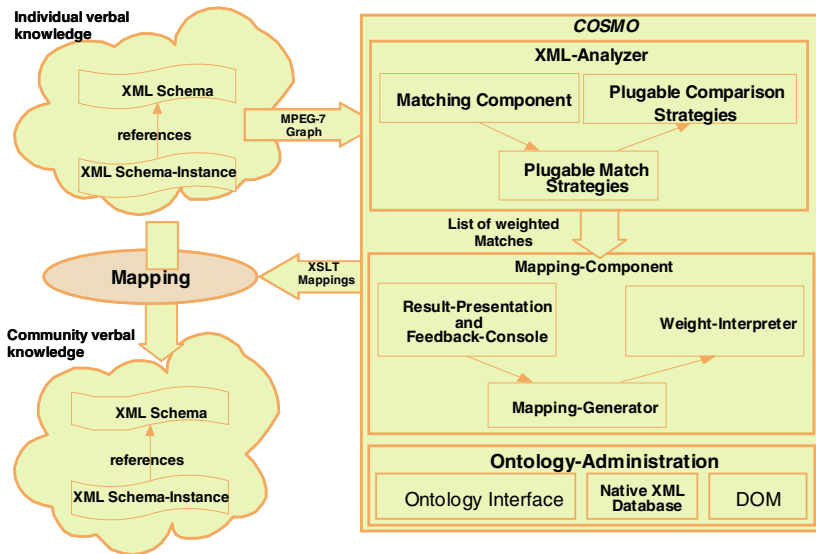 Individual verbal
knowledge
XML Schema
references
XML Schema-Instance
MPEG-7
Graph
COSMO
XML-Analyzer
Matching Component
Plugable Comparison
Strategies
Plugable Match
Strategies
List of weighted
Matches
Mapping
XSLT
Mappings
Mapping-Component
Result-Presentation
and
Feedback-Console
Weight-Interpreter
Mapping-Generator
Community verbal
knowledge
XML Schema
references
XML Schema-Instance
Ontology-Administration
Ontology Interface
Native XML
Database
DOM